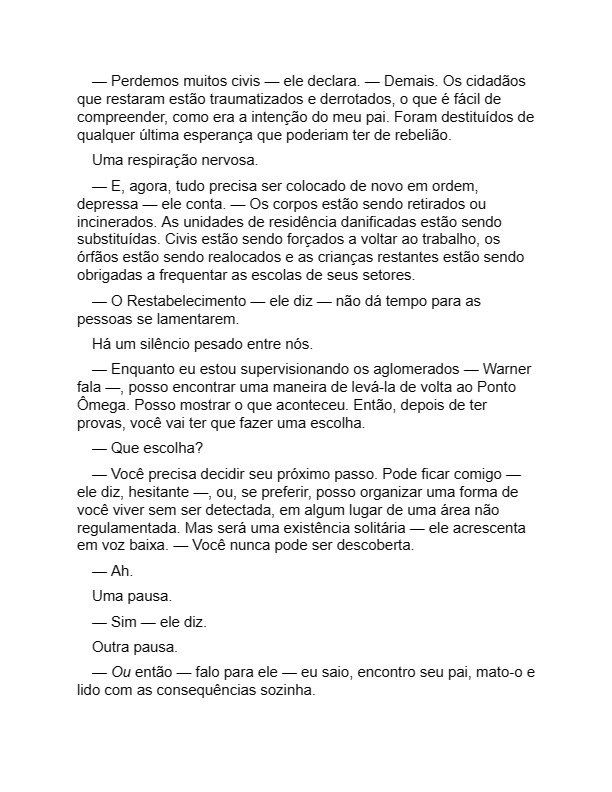 — Perdemos muitos civis — ele declara. — Demais. Os cidadãos
que restaram estão traumatizados e derrotados, o que é fácil de
compreender, como era a intenção do meu pai. Foram destituídos de
qualquer última esperança que poderiam ter de rebelião.
Uma respiração nervosa.
— E, agora, tudo precisa ser colocado de novo em ordem,
depressa — ele conta. — Os corpos estão sendo retirados ou
incinerados. As unidades de residência danificadas estão sendo
substituídas. Civis estão sendo forçados a voltar ao trabalho, os
órfãos estão sendo realocados e as crianças restantes estão sendo
obrigadas a frequentar as escolas de seus setores.
— O Restabelecimento — ele diz — não dá tempo para as
pessoas se lamentarem.
Há um silêncio pesado entre nós.
— Enquanto eu estou supervisionando os aglomerados — Warner
fala —, posso encontrar uma maneira de levá-la de volta ao Ponto
Ômega. Posso mostrar o que aconteceu. Então, depois de ter
provas, você vai ter que fazer uma escolha.
— Que escolha?
— Você precisa decidir seu próximo passo. Pode ficar comigo —
ele diz, hesitante —, ou, se preferir, posso organizar uma forma de
você viver sem ser detectada, em algum lugar de uma área não
regulamentada. Mas será uma existência solitária — ele acrescenta
em voz baixa. — Você nunca pode ser descoberta.
— Ah.
Uma pausa.
— Sim — ele diz.
Outra pausa.
— Ou então — falo para ele — eu saio, encontro seu pai, mato-o e
lido com as consequências sozinha.